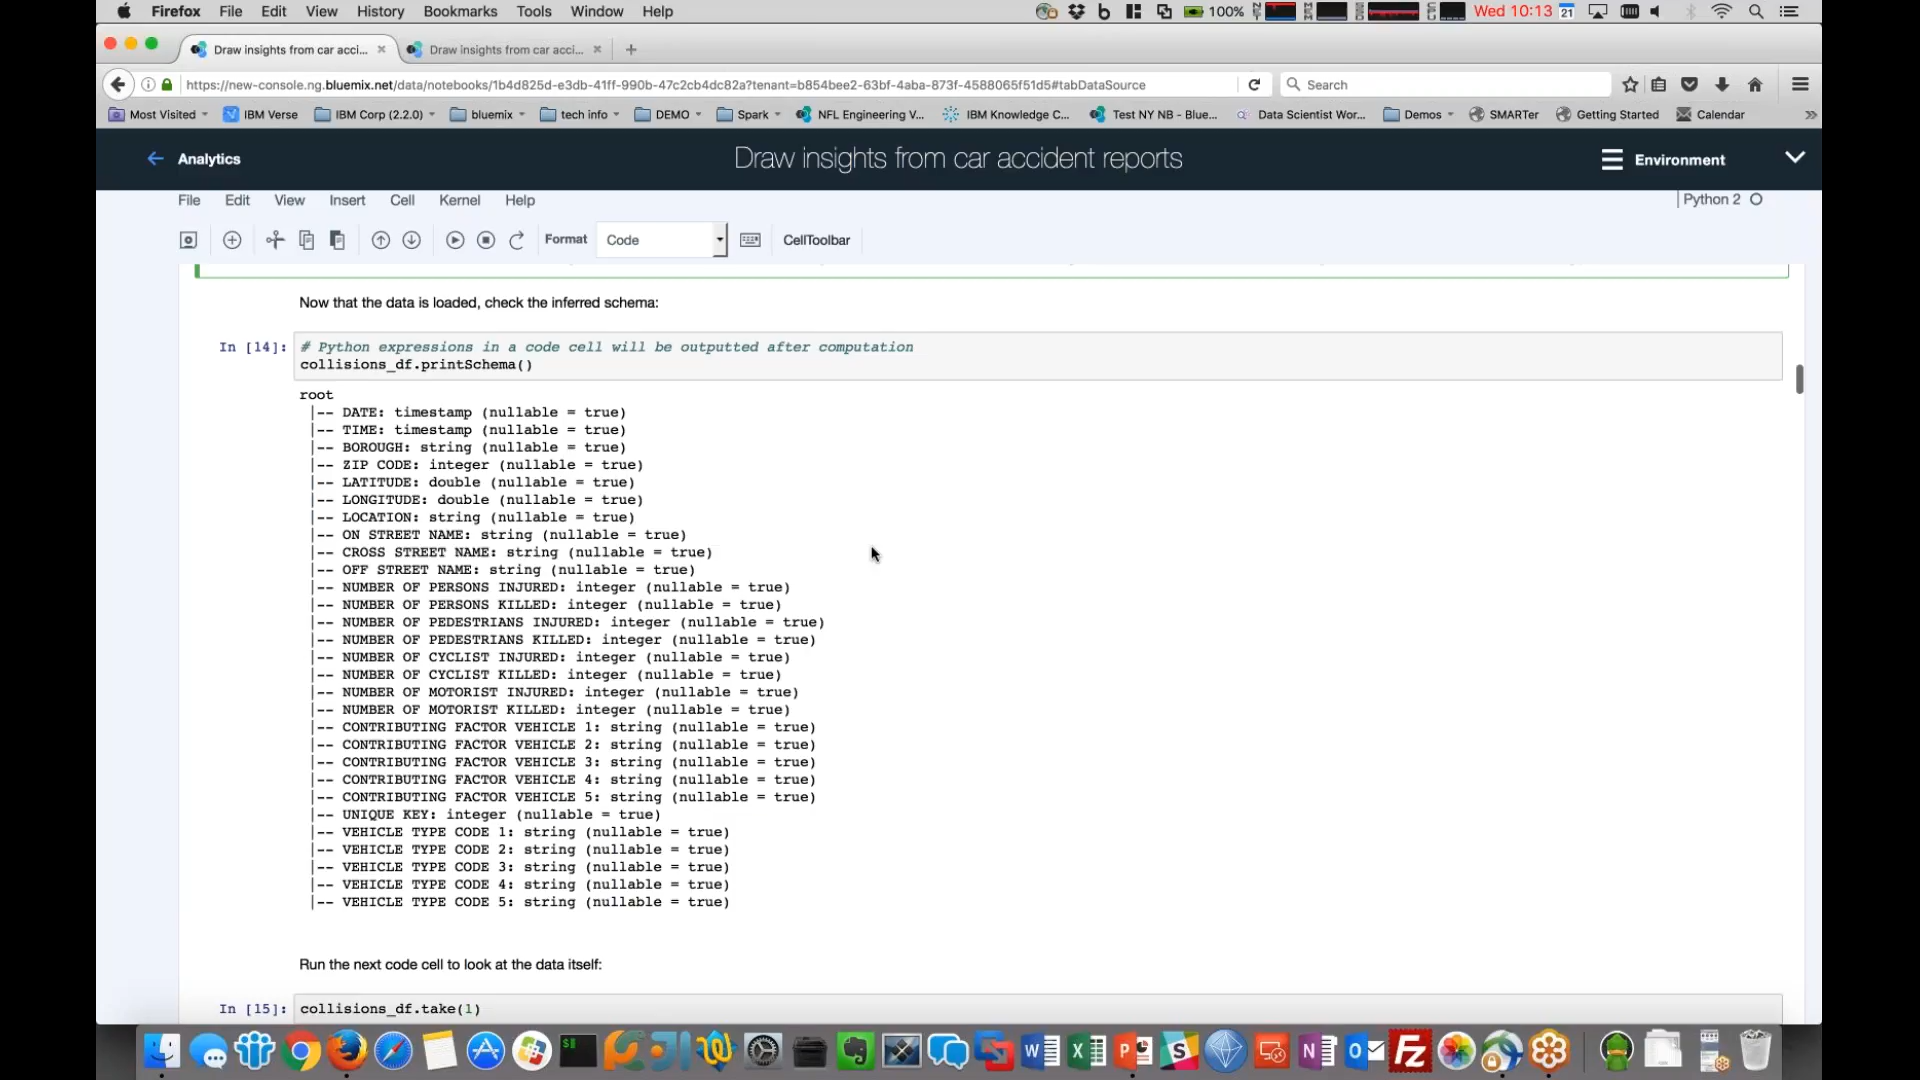 Firefox File Edit View History Bookmarks Tools Window Help 100% Wed 10:13 21
Draw insights from car acci... Draw insights from car acci...
https://new-console.ng.bluemix.net/data/notebooks/1b4d825d-e3db-41ff-990b-47c2cb4dc82a?tenant=b854bee2-63bf-4aba-873f-4588065f51d5#tabDataSource Search
Most Visited IBM Verse IBM Corp (2.2.0) bluemix tech info DEMO Spark NFL Engineering V... IBM Knowledge C... Test NY NB - Blue... Data Scientist Wor... Demos SMARTer Getting Started Calendar
Analytics Draw insights from car accident reports Environment
File Edit View Insert Cell Kernel Help Python 2
Format Code CellToolbar
Now that the data is loaded, check the inferred schema:
In [14]: # Python expressions in a code cell will be outputted after computation
collisions_df.printSchema()
root
|-- DATE: timestamp (nullable = true)
|-- TIME: timestamp (nullable = true)
|-- BOROUGH: string (nullable = true)
|-- ZIP CODE: integer (nullable = true)
|-- LATITUDE: double (nullable = true)
|-- LONGITUDE: double (nullable = true)
|-- LOCATION: string (nullable = true)
|-- ON STREET NAME: string (nullable = true)
|-- CROSS STREET NAME: string (nullable = true)
|-- OFF STREET NAME: string (nullable = true)
|-- NUMBER OF PERSONS INJURED: integer (nullable = true)
|-- NUMBER OF PERSONS KILLED: integer (nullable = true)
|-- NUMBER OF PEDESTRIANS INJURED: integer (nullable = true)
|-- NUMBER OF PEDESTRIANS KILLED: integer (nullable = true)
|-- NUMBER OF CYCLIST INJURED: integer (nullable = true)
|-- NUMBER OF CYCLIST KILLED: integer (nullable = true)
|-- NUMBER OF MOTORIST INJURED: integer (nullable = true)
|-- NUMBER OF MOTORIST KILLED: integer (nullable = true)
|-- CONTRIBUTING FACTOR VEHICLE 1: string (nullable = true)
|-- CONTRIBUTING FACTOR VEHICLE 2: string (nullable = true)
|-- CONTRIBUTING FACTOR VEHICLE 3: string (nullable = true)
|-- CONTRIBUTING FACTOR VEHICLE 4: string (nullable = true)
|-- CONTRIBUTING FACTOR VEHICLE 5: string (nullable = true)
|-- UNIQUE KEY: integer (nullable = true)
|-- VEHICLE TYPE CODE 1: string (nullable = true)
|-- VEHICLE TYPE CODE 2: string (nullable = true)
|-- VEHICLE TYPE CODE 3: string (nullable = true)
|-- VEHICLE TYPE CODE 4: string (nullable = true)
|-- VEHICLE TYPE CODE 5: string (nullable = true)
Run the next code cell to look at the data itself:
In [15]: collisions_df.take(1)